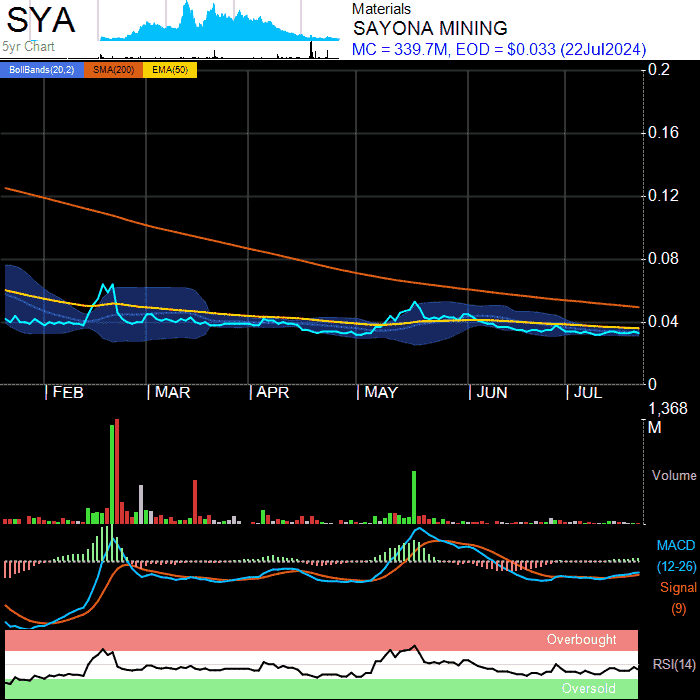 SYA
5yr Chart
Materials
SAYONA MINING
MC = 339.7M, EOD = $0.033 (22Jul2024)
BollBands(20,2) SMA(200) EMA(50)
0.2
0.16
0.12
0.08
0.04
0
FEB MAR APR MAY JUN JUL
1,368
M
Volume
MACD
(12-26)
Signal
(9)
Overbought
RSI(14)
Oversold